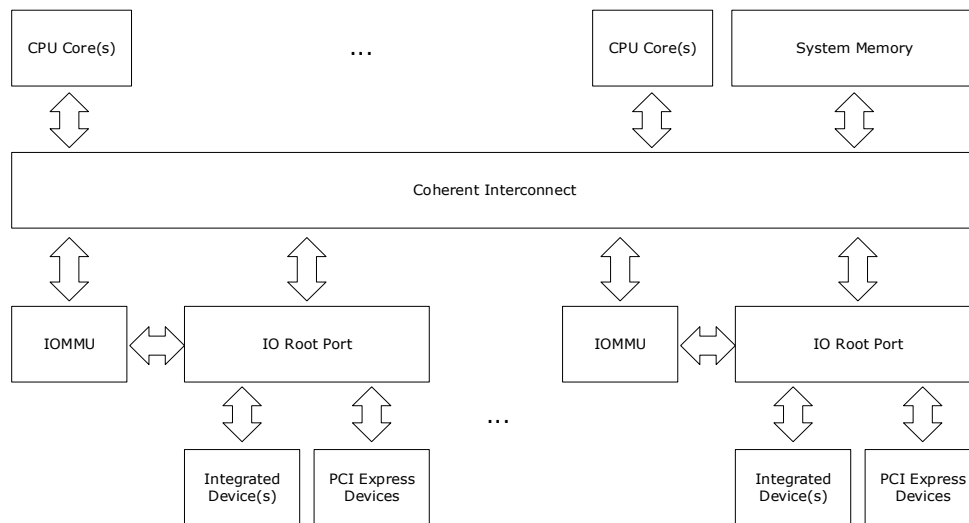 CPU Core(s)
...
CPU Core(s)
System Memory
Coherent Interconnect
IOMMU
IO Root Port
IOMMU
IO Root Port
...
Integrated
Device(s)
PCI Express
Devices
Integrated
Device(s)
PCI Express
Devices